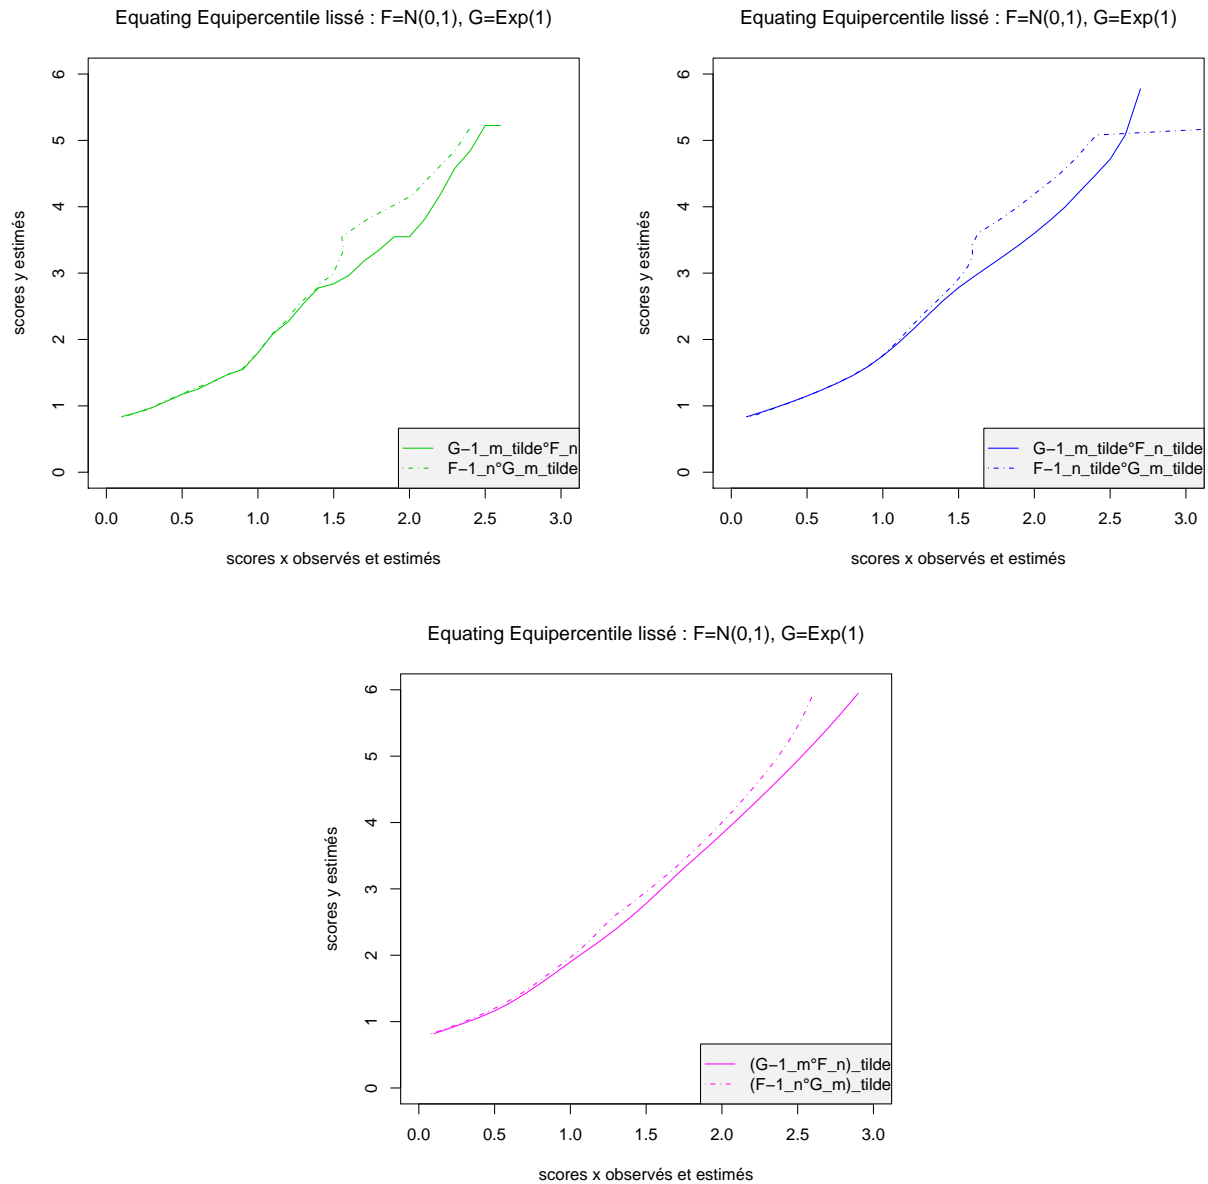 Equating Equipercentile lissé : F=N(0,1), G=Exp(1)
scores y estimés
6
5
4
3
2
1
0
G−1_m_tilde°F_n
F−1_n°G_m_tilde
0.0 0.5 1.0 1.5 2.0 2.5 3.0
scores x observés et estimés
Equating Equipercentile lissé : F=N(0,1), G=Exp(1)
scores y estimés
6
5
4
3
2
1
0
G−1_m_tilde°F_n_tilde
F−1_n_tilde°G_m_tilde
0.0 0.5 1.0 1.5 2.0 2.5 3.0
scores x observés et estimés
Equating Equipercentile lissé : F=N(0,1), G=Exp(1)
scores y estimés
6
5
4
3
2
1
0
(G−1_m°F_n)_tilde
(F−1_n°G_m)_tilde
0.0 0.5 1.0 1.5 2.0 2.5 3.0
scores x observés et estimés